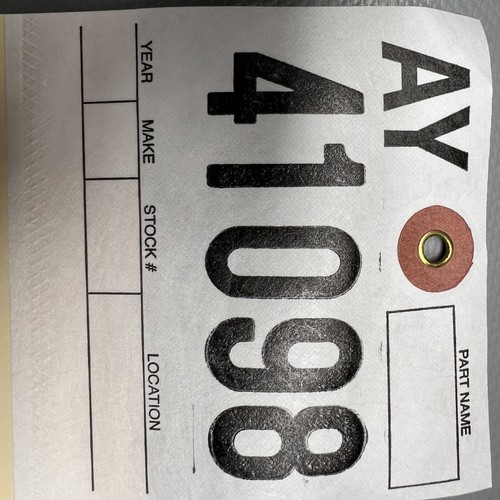 AY
PART NAME
41098
YEAR MAKE STOCK # LOCATION